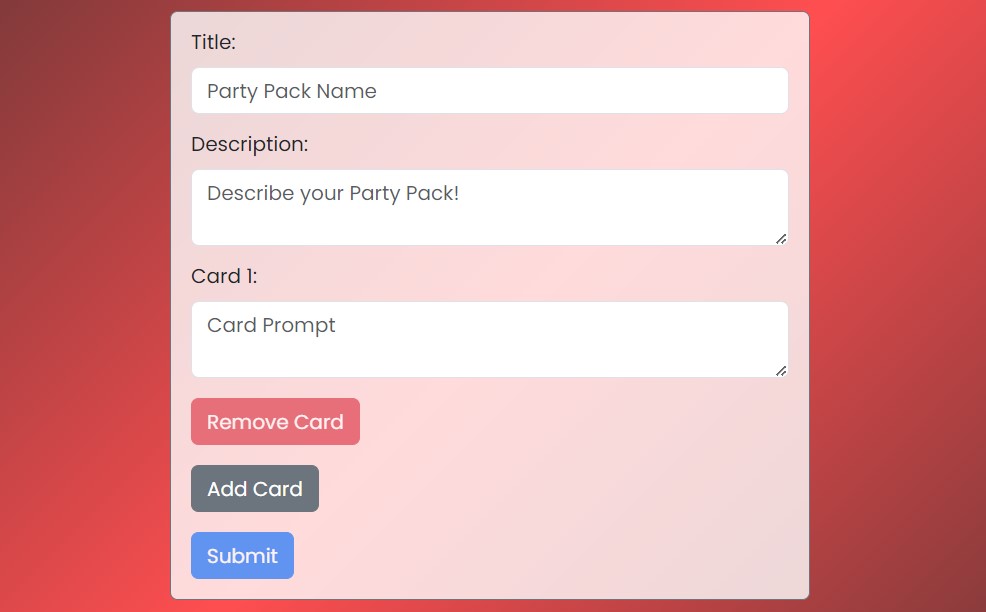 Title:
Party Pack Name
Description:
Describe your Party Pack!
Card 1:
Card Prompt
Remove Card
Add Card
Submit